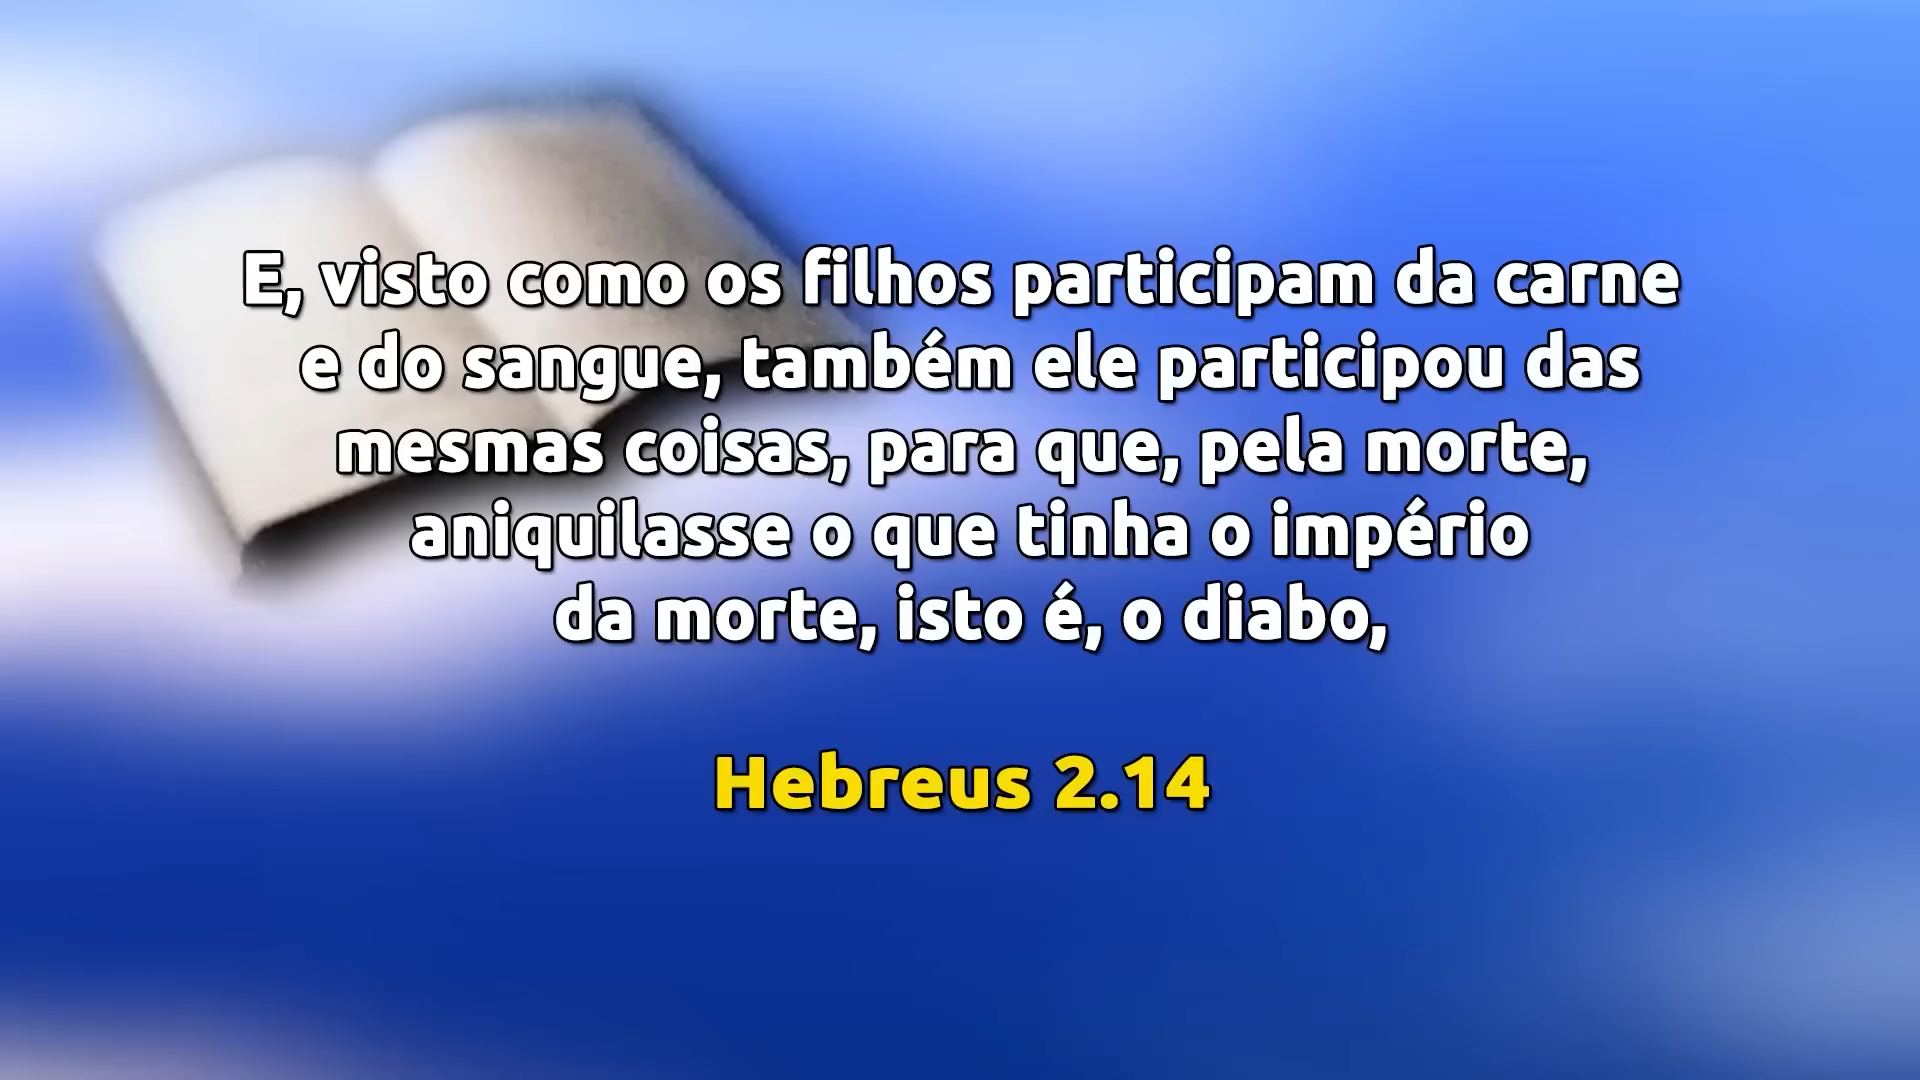 E, visto como os filhos participam da carne
e do sangue, também ele participou das
mesmas coisas, para que, pela morte,
aniquilasse o que tinha o império
da morte, isto é, o diabo,
Hebreus 2.14